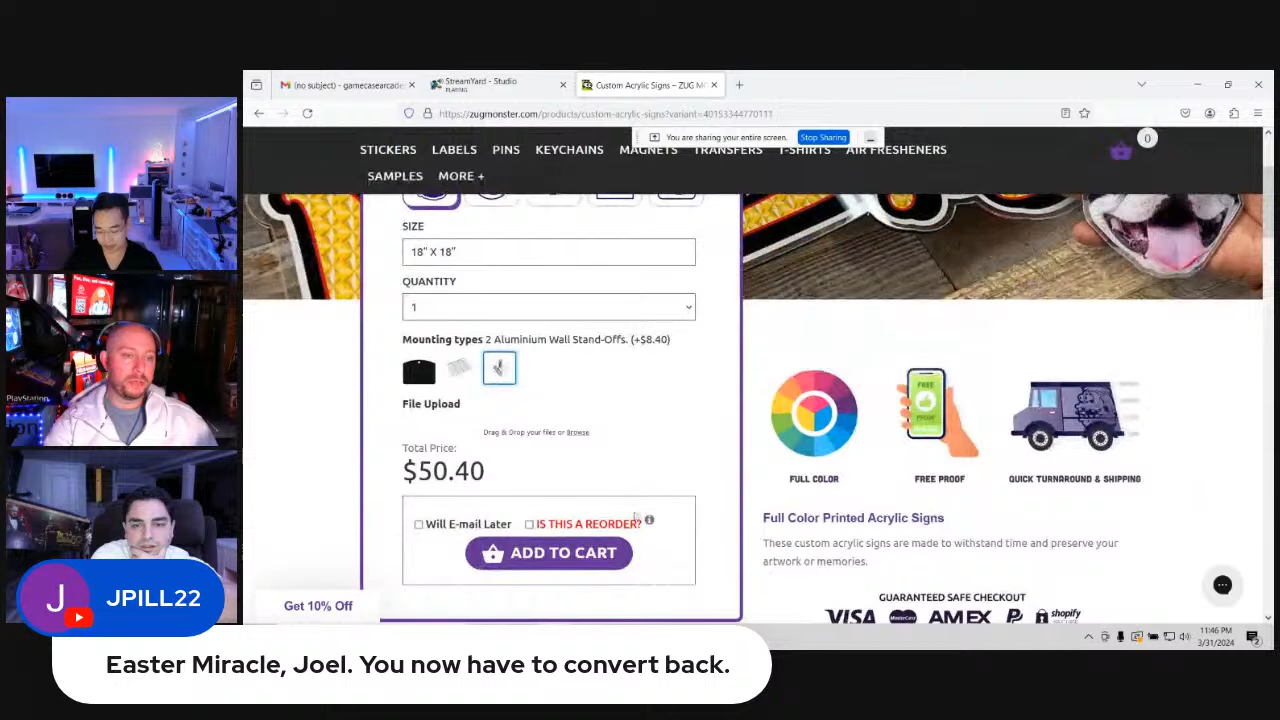 (no subject) - gamecasearcade
StreamYard - Studio
PLAYING
Custom Acrylic Signs – ZUG M
https://zugmonster.com/products/custom-acrylic-signs?variant=40153344770111
You are sharing your entire screen. Stop Sharing
0
STICKERS LABELS PINS KEYCHAINS MAGNETS TRANSFERS T-SHIRTS AIR FRESHENERS
SAMPLES MORE +
SIZE
18" X 18"
QUANTITY
1
Mounting types 2 Aluminium Wall Stand-Offs. (+$8.40)
File Upload
Drag & Drop your files or Browse
Total Price:
$50.40
Will E-mail Later IS THIS A REORDER?
ADD TO CART
Get 10% Off
FREE
FULL COLOR FREE PROOF QUICK TURNAROUND & SHIPPING
Full Color Printed Acrylic Signs
These custom acrylic signs are made to withstand time and preserve your
artwork or memories.
GUARANTEED SAFE CHECKOUT
VISA MasterCard AMEX shopify
11:46 PM
3/31/2024
PlayStation
J JPILL22
Easter Miracle, Joel. You now have to convert back.